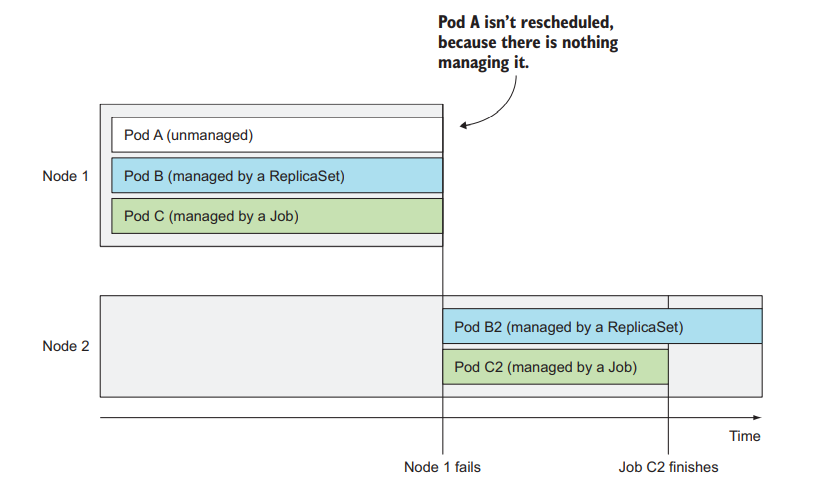 Pod A isn't rescheduled,
because there is nothing
managing it.
Node 1
Pod A (unmanaged)
Pod B (managed by a ReplicaSet)
Pod C (managed by a Job)
Node 2
Pod B2 (managed by a ReplicaSet)
Pod C2 (managed by a Job)
Time
Node 1 fails
Job C2 finishes